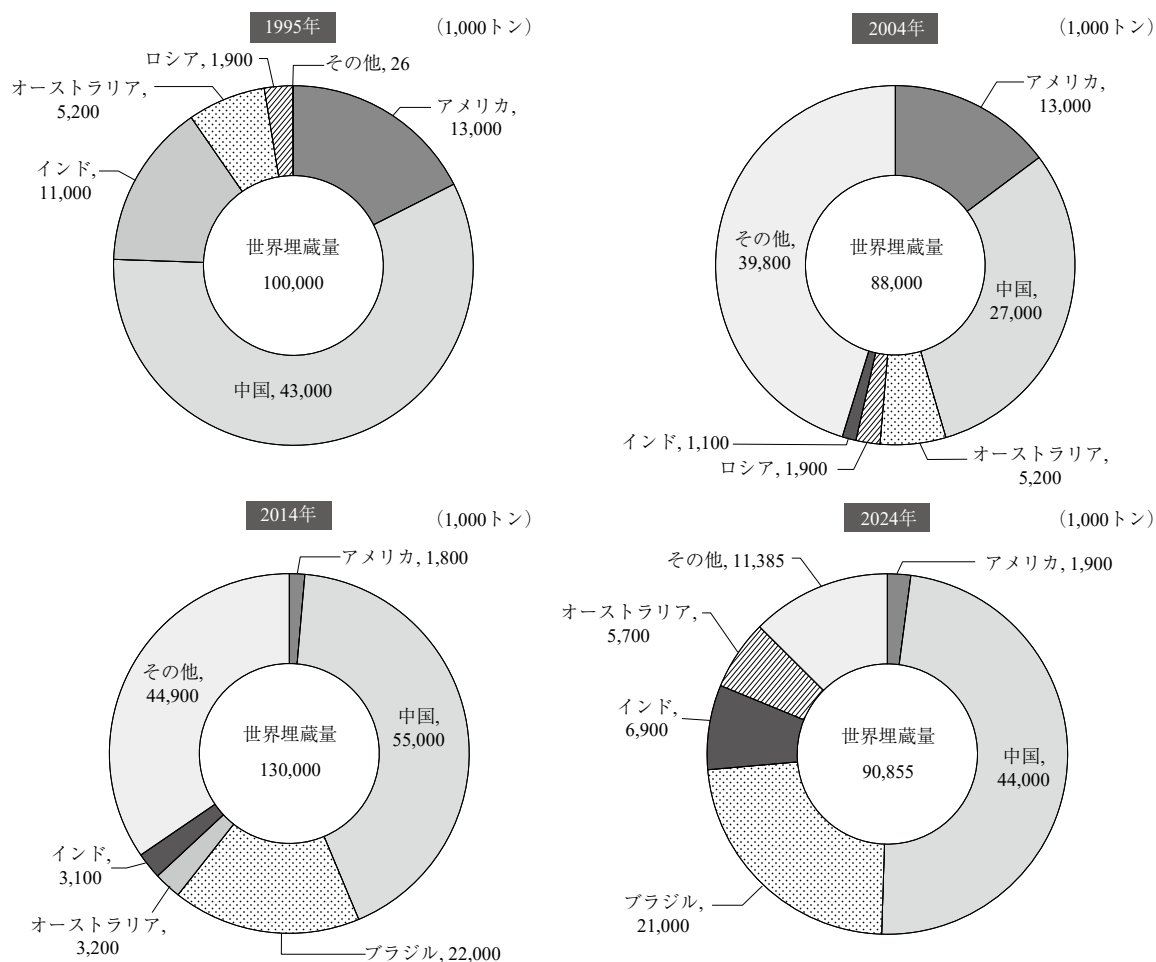 1995年
(1,000トン)
ロシア, 1,900
その他, 26
オーストラリア,
5,200
アメリカ,
13,000
インド,
11,000
世界埋蔵量
100,000
中国, 43,000
2004年
(1,000トン)
アメリカ,
13,000
その他,
39,800
世界埋蔵量
88,000
中国,
27,000
インド, 1,100
ロシア, 1,900
オーストラリア,
5,200
2014年
(1,000トン)
アメリカ, 1,800
その他,
44,900
中国,
55,000
世界埋蔵量
130,000
インド,
3,100
オーストラリア,
3,200
ブラジル, 22,000
2024年
(1,000トン)
その他, 11,385
アメリカ, 1,900
オーストラリア,
5,700
インド,
6,900
世界埋蔵量
90,855
中国,
44,000
ブラジル,
21,000